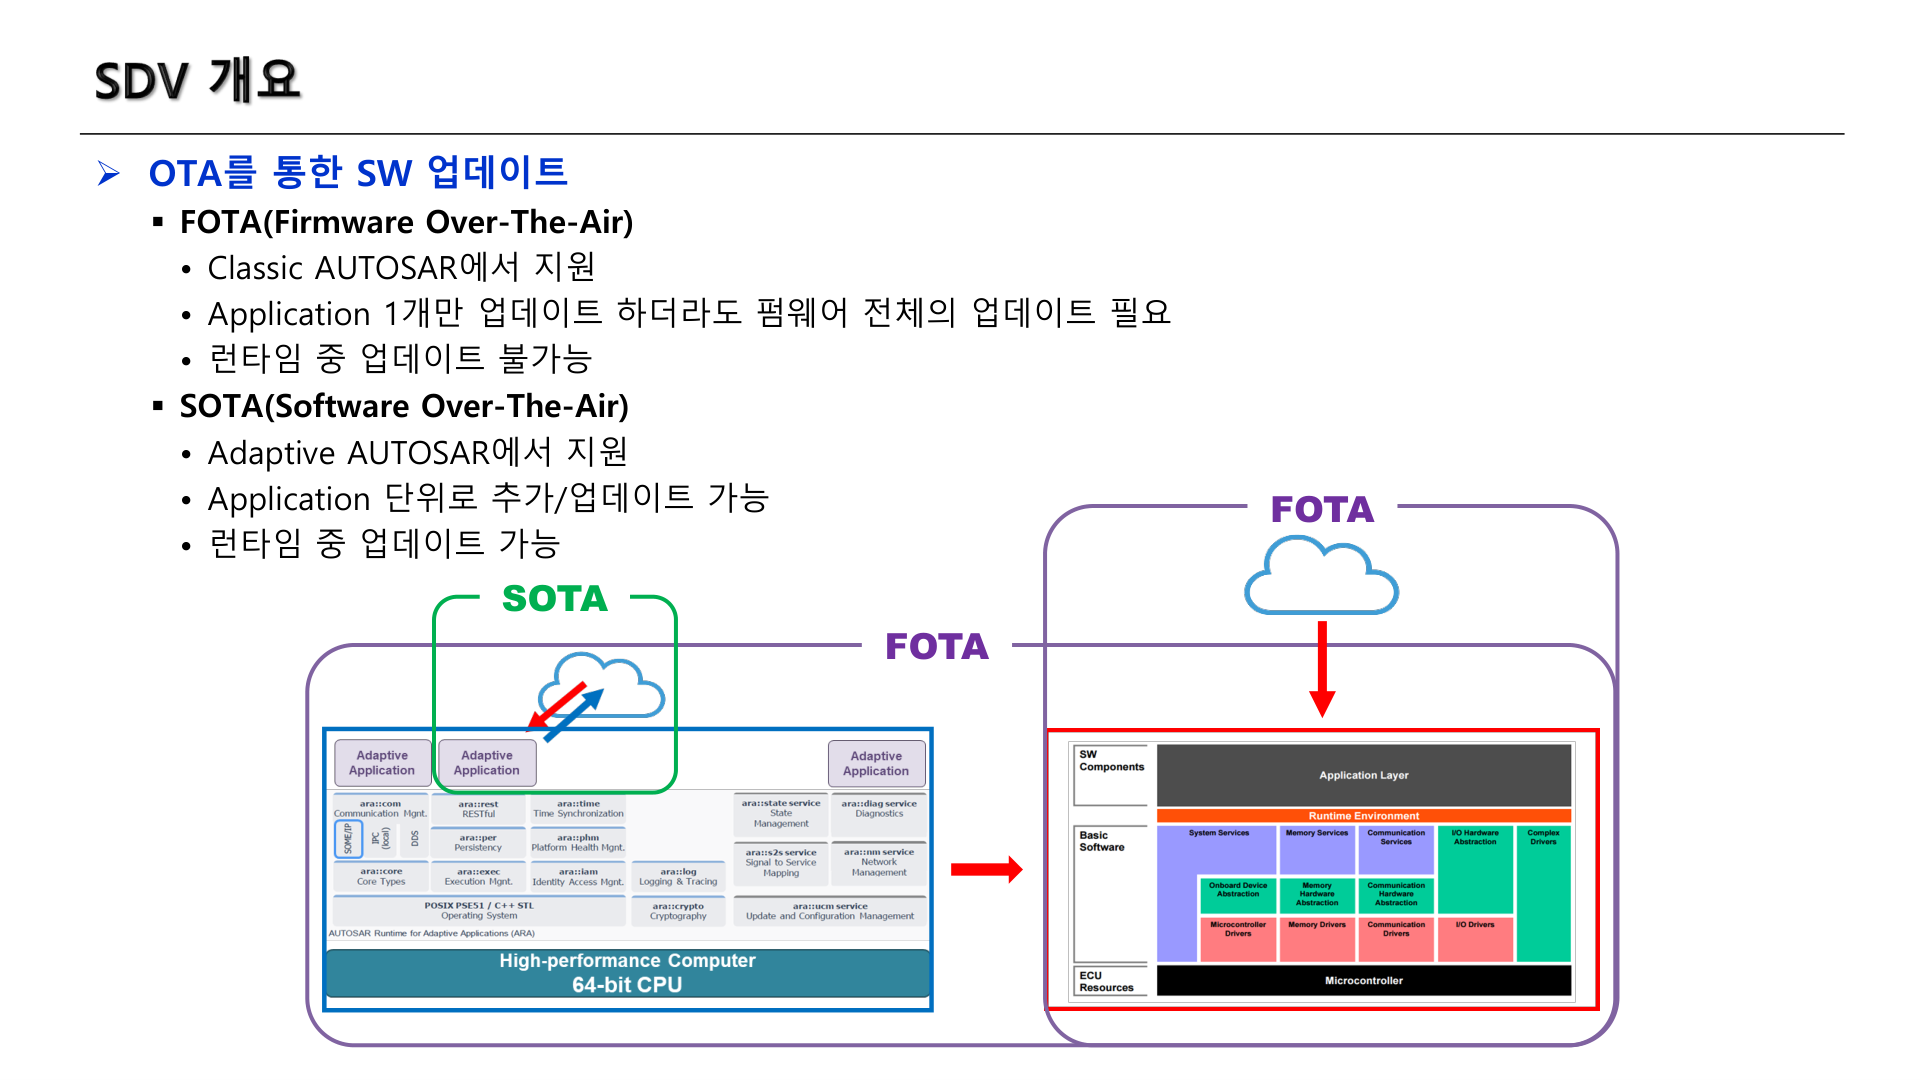 SDV 개요
OTA를 통한 SW 업데이트
FOTA(Firmware Over-The-Air)
Classic AUTOSAR에서 지원
Application 1개만 업데이트 하더라도 펌웨어 전체의 업데이트 필요
런타임 중 업데이트 불가능
SOTA(Software Over-The-Air)
Adaptive AUTOSAR에서 지원
Application 단위로 추가/업데이트 가능
런타임 중 업데이트 가능
SOTA
FOTA
FOTA
Adaptive
Application
Adaptive
Application
Adaptive
Application
ara::com
Communication Mgnt.
ara::rest
RESTful
ara::time
Time Synchronization
ara::state service
State
Management
ara::diag service
Diagnostics
SOME/IP
IPC
(local)
DDS
ara::per
Persistency
ara::phm
Platform Health Mgnt.
ara::s2s service
Signal to Service
Mapping
ara::nm service
Network
Management
ara::core
Core Types
ara::exec
Execution Mgnt.
ara::iam
Identity Access Mgnt.
ara::log
Logging & Tracing
POSIX PSE51 / C++ STL
Operating System
ara::crypto
Cryptography
ara::ucm service
Update and Configuration Management
AUTOSAR Runtime for Adaptive Applications (ARA)
High-performance Computer
64-bit CPU
SW
Components
Application Layer
Runtime Environment
Basic
Software
System Services
Memory Services
Communication
Services
I/O Hardware
Abstraction
Complex
Drivers
Onboard Device
Abstraction
Memory
Hardware
Abstraction
Communication
Hardware
Abstraction
Microcontroller
Drivers
Memory Drivers
Communication
Drivers
I/O Drivers
ECU
Resources
Microcontroller